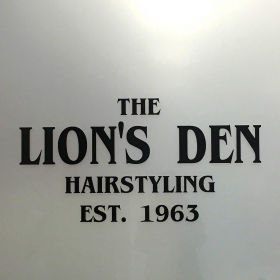 THE
LION'S DEN
HAIRSTYLING
EST. 1963